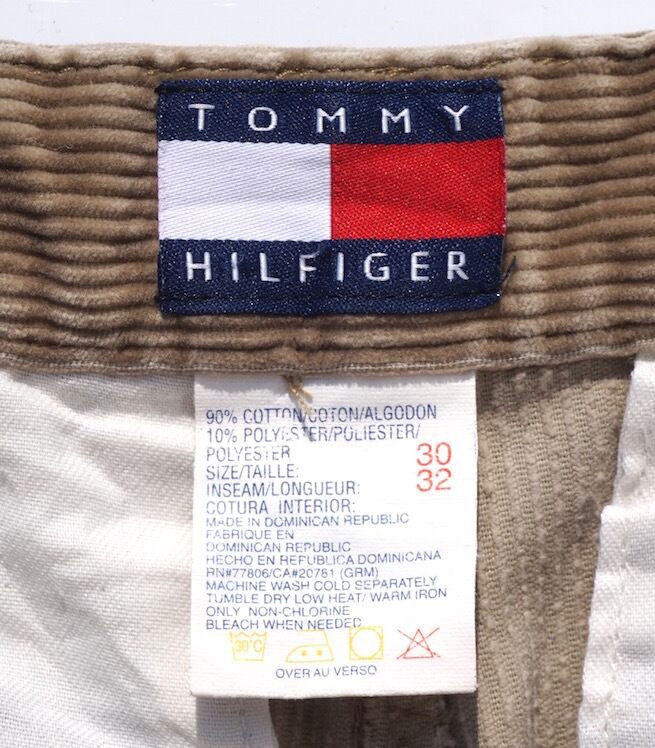 TOMMY
HILFIGER
90% COTTON/COTON/ALGODON
10% POLYESTER/POLIESTER/
POLYESTER
SIZE/TAILLE: 30
INSEAM/LONGUEUR: 32
COTURA INTERIOR:
MADE IN DOMINICAN REPUBLIC
FABRIQUE EN
DOMINICAN REPUBLIC
HECHO EN REPUBLICA DOMINICANA
RN#77806/CA#20781 (GRM)
MACHINE WASH COLD SEPARATELY
TUMBLE DRY LOW HEAT/ WARM IRON
ONLY NON-CHLORINE
BLEACH WHEN NEEDED
30°C
OVER AU VERSO